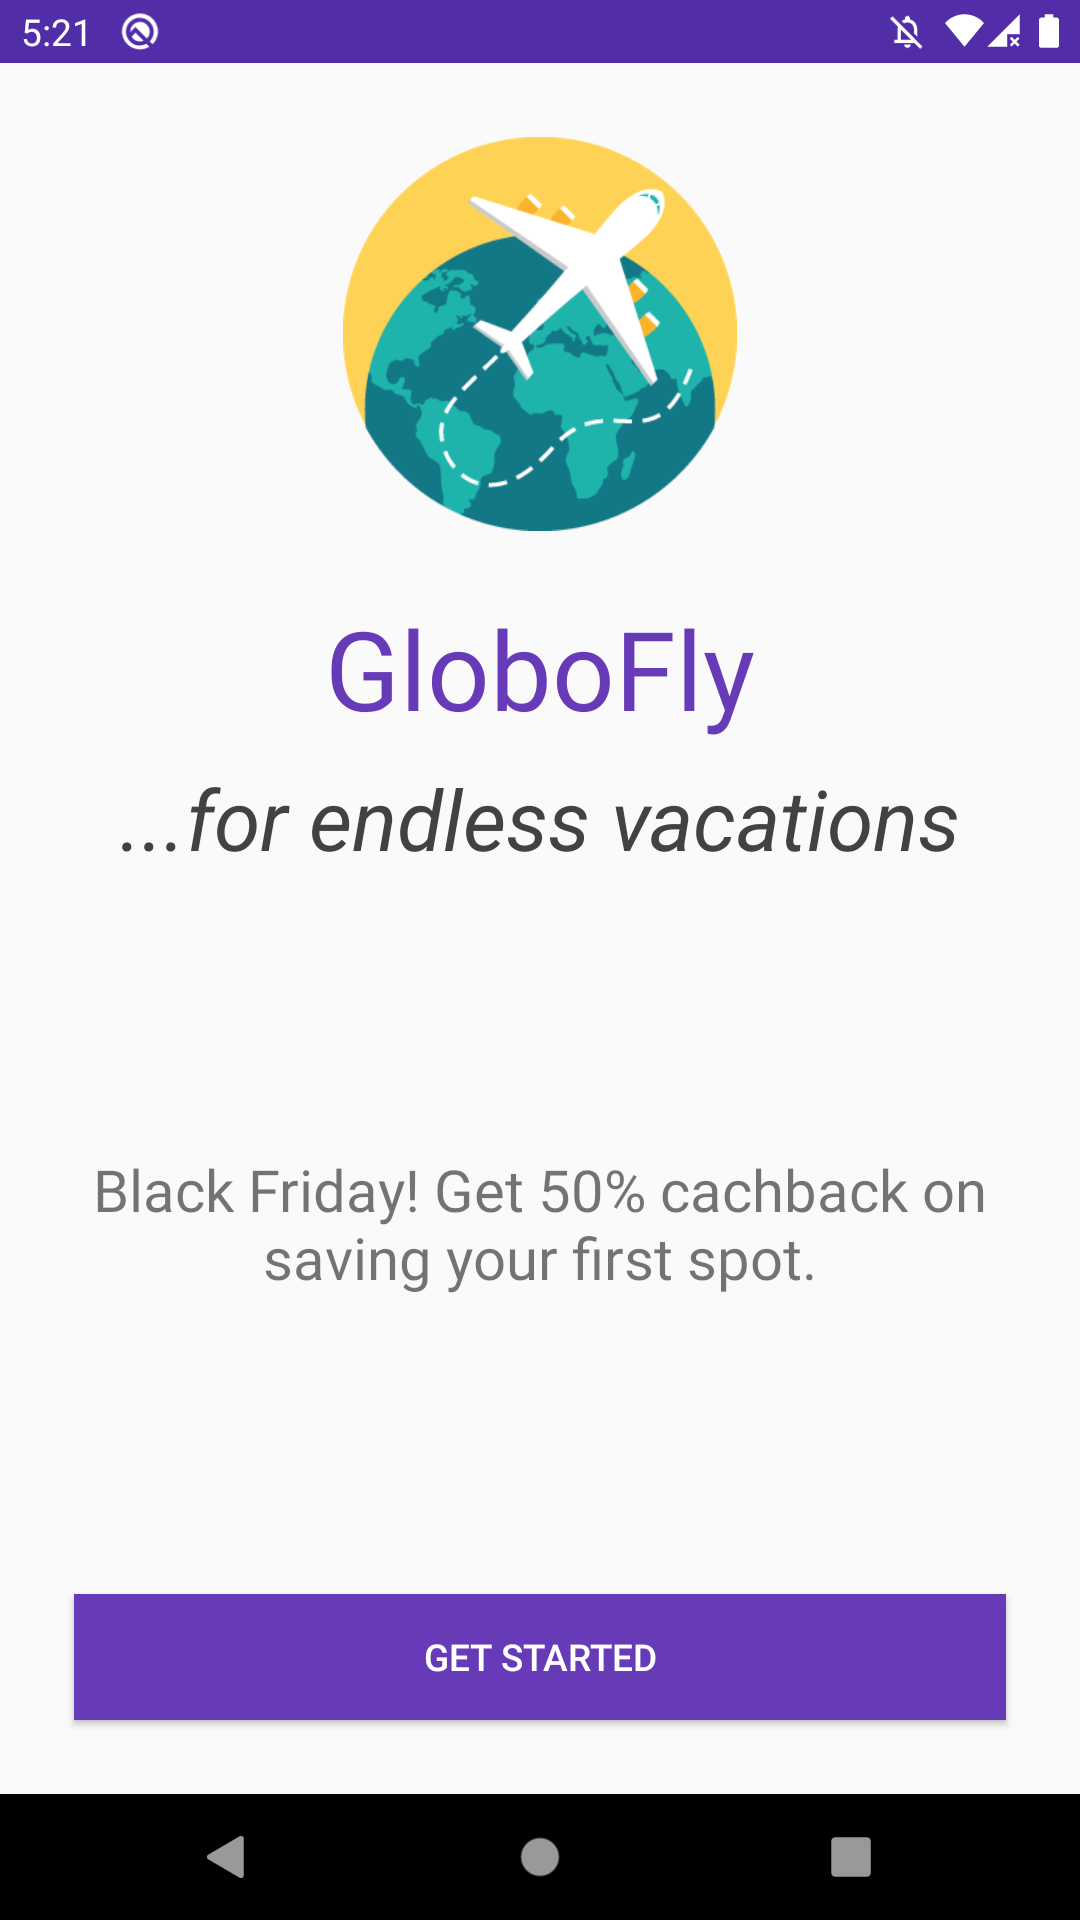 5:21
GloboFly
...for endless vacations
Black Friday! Get 50% cachback on
saving your first spot.
GET STARTED